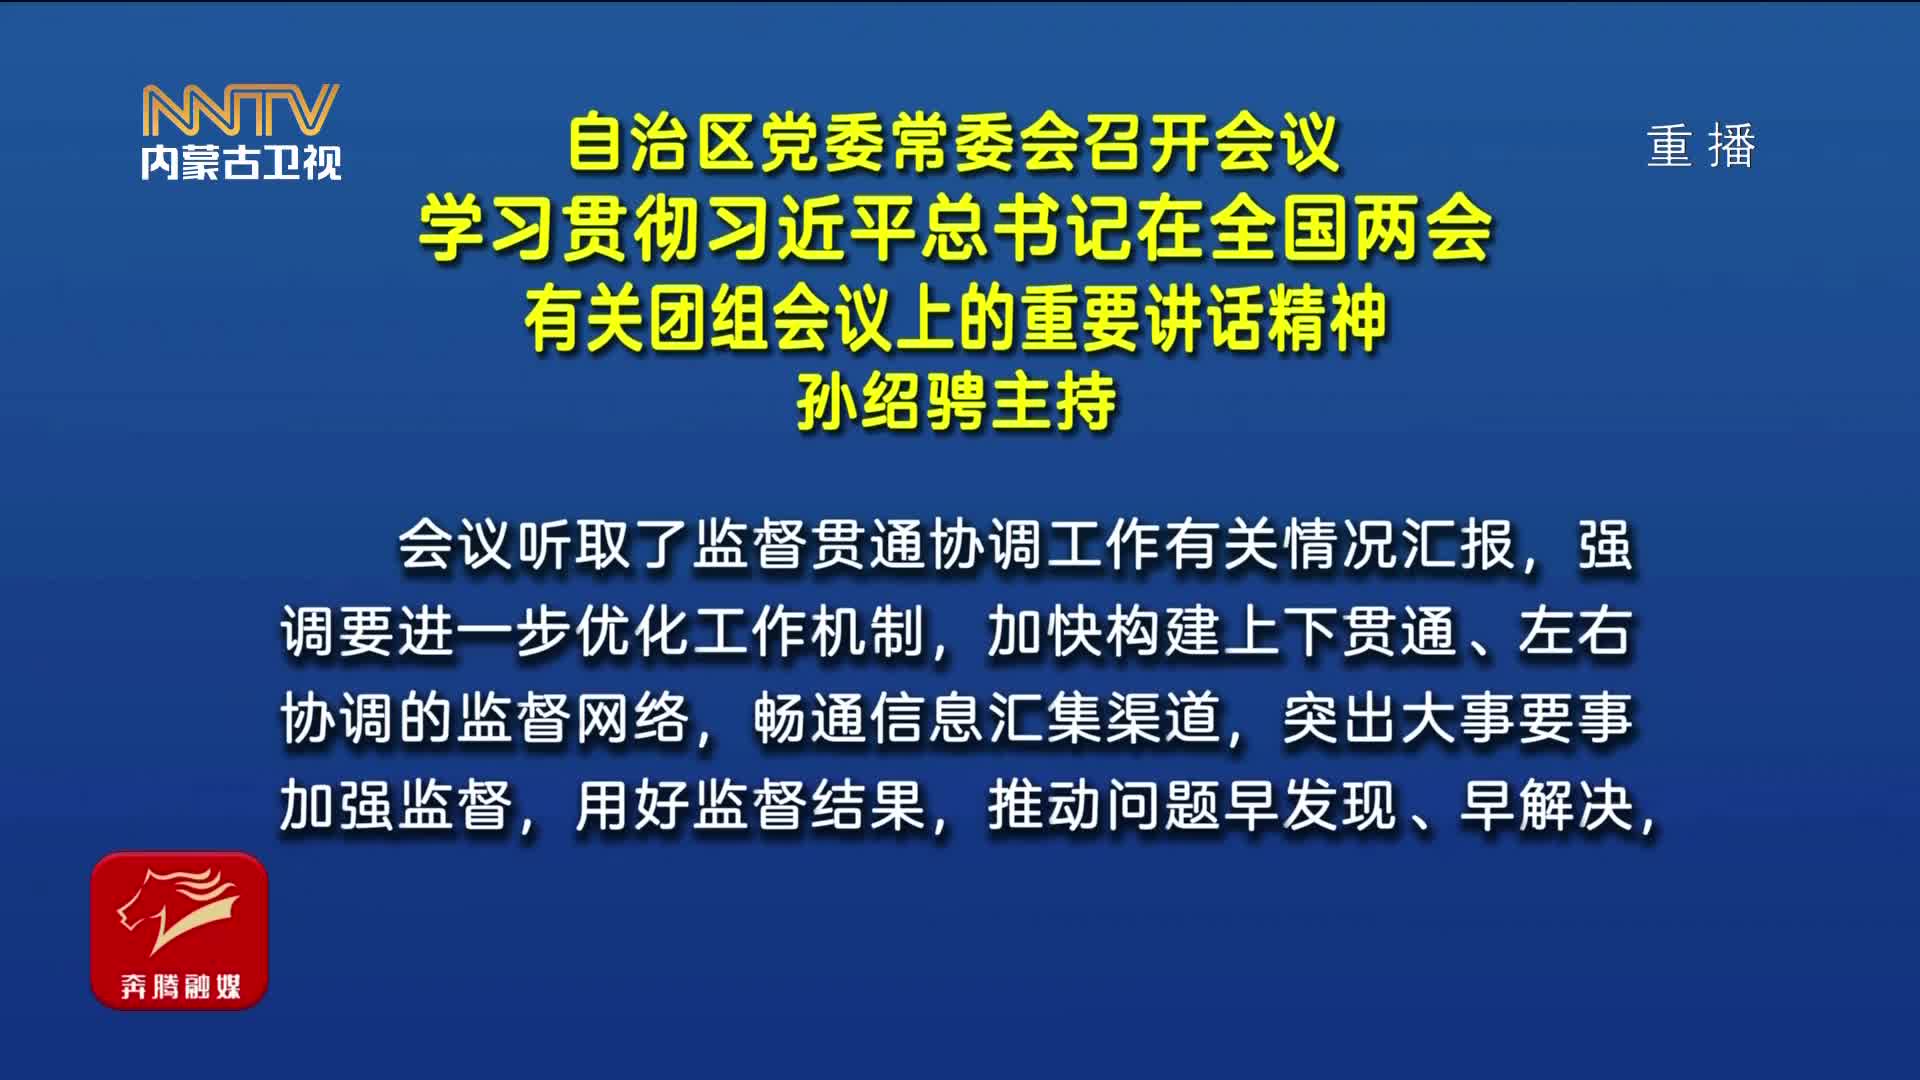 NNTV
内蒙古卫视
重播
自治区党委常委会召开会议
学习贯彻习近平总书记在全国两会
有关团组会议上的重要讲话精神
孙绍骋主持
会议听取了监督贯通协调工作有关情况汇报，强
调要进一步优化工作机制，加快构建上下贯通、左右
协调的监督网络，畅通信息汇集渠道，突出大事要事
加强监督，用好监督结果，推动问题早发现、早解决，
奔腾融媒